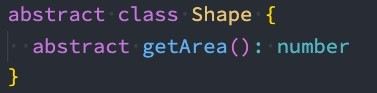 abstract class Shape {
  abstract getArea(): number
}